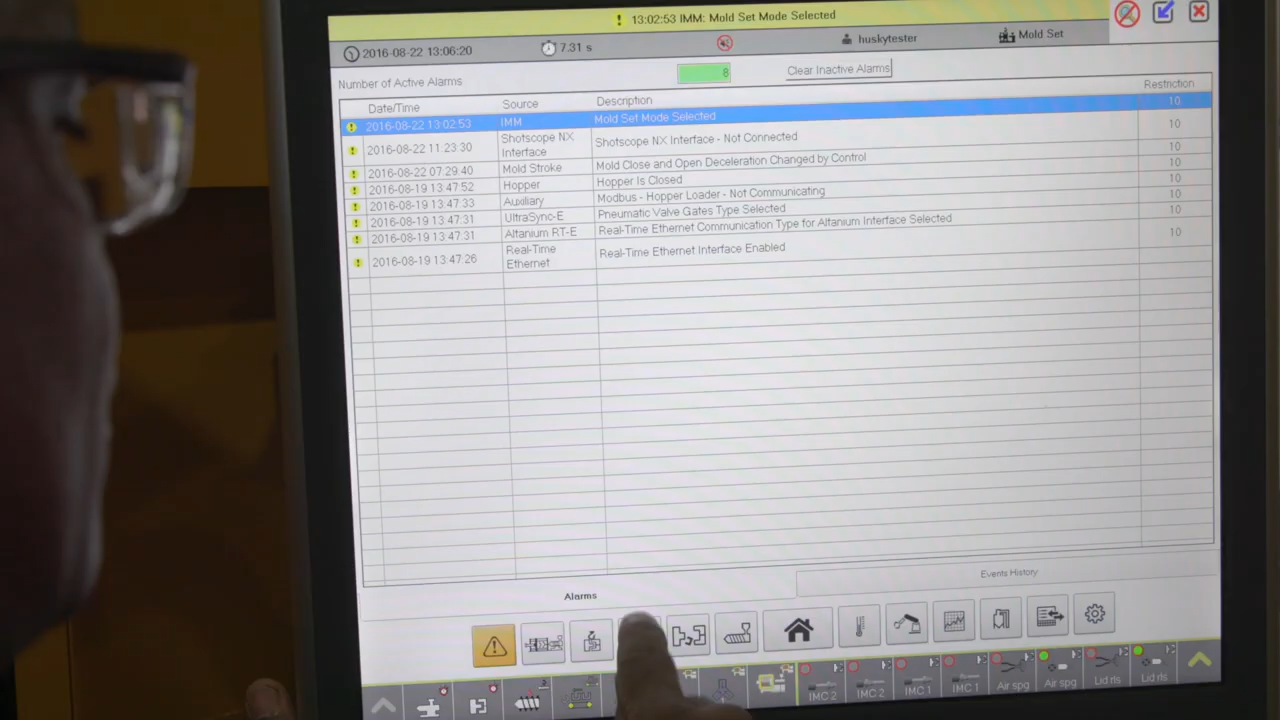 13:02:53 IMM: Mold Set Mode Selected
2016-08-22 13:06:20 7.31 s huskytester Mold Set
Number of Active Alarms 8 Clear Inactive Alarms
Date/Time Source Description Restriction
2016-08-22 13:02:53 IMM Mold Set Mode Selected 10
2016-08-22 11:23:30 Shotscope NX Interface Shotscope NX Interface - Not Connected 10
2016-08-22 07:29:40 Mold Stroke Mold Close and Open Deceleration Changed by Control 10
2016-08-19 13:47:52 Hopper Hopper Is Closed 10
2016-08-19 13:47:33 Auxiliary Modbus - Hopper Loader - Not Communicating 10
2016-08-19 13:47:31 UltraSync-E Pneumatic Valve Gates Type Selected 10
2016-08-19 13:47:31 Altanium RT-E Real-Time Ethernet Communication Type for Altanium Interface Selected 10
2016-08-19 13:47:26 Real-Time Ethernet Real-Time Ethernet Interface Enabled 10
Alarms Events History
IMC 2 IMC 2 IMC 1 IMC 1 Air spg Air spg Lid rls Lid rls